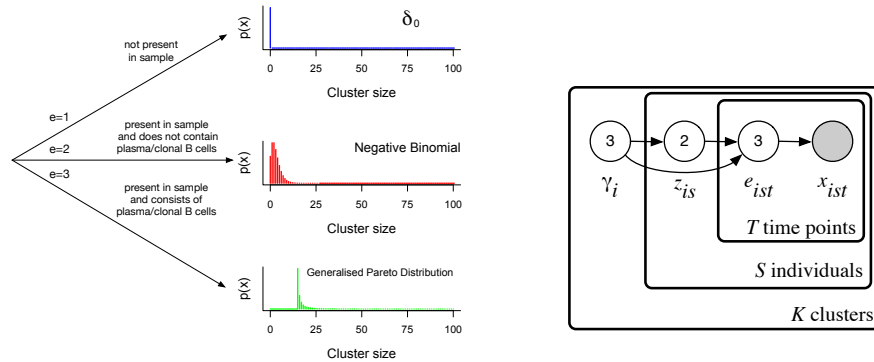 δ₀
p(x)
0 25 50 75 100
Cluster size
not present
in sample
e=1
present in sample
and does not contain
plasma/clonal B cells
e=2
Negative Binomial
p(x)
0 25 50 75 100
Cluster size
e=3
present in sample
and consists of
plasma/clonal B cells
Generalised Pareto Distribution
p(x)
0 25 50 75 100
Cluster size
3 2 3
γᵢ z_is e_ist x_ist
T time points
S individuals
K clusters